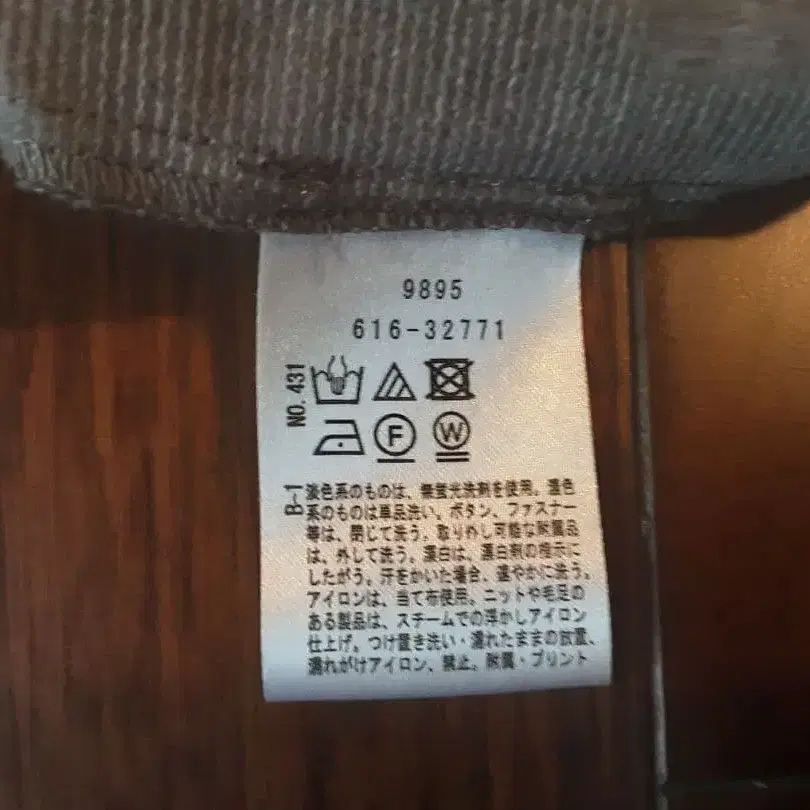 9895
616-32771
NO. 431
F
W
B-1
淡色系のものは、無蛍光洗剤を使用。濃色
系のものは単品洗い。ボタン、ファスナー
等は、閉じて洗う。取り外し可能な附属品
は、外して洗う。漂白は、漂白剤の指示に
したがう。汗をかいた場合、速やかに洗う。
アイロンは、当て布使用。ニットや毛足の
ある製品は、スチームでの浮かしアイロン
仕上げ。つけ置き洗い・濡れたままの放置、
濡れがけアイロン、禁止。附属・プリント